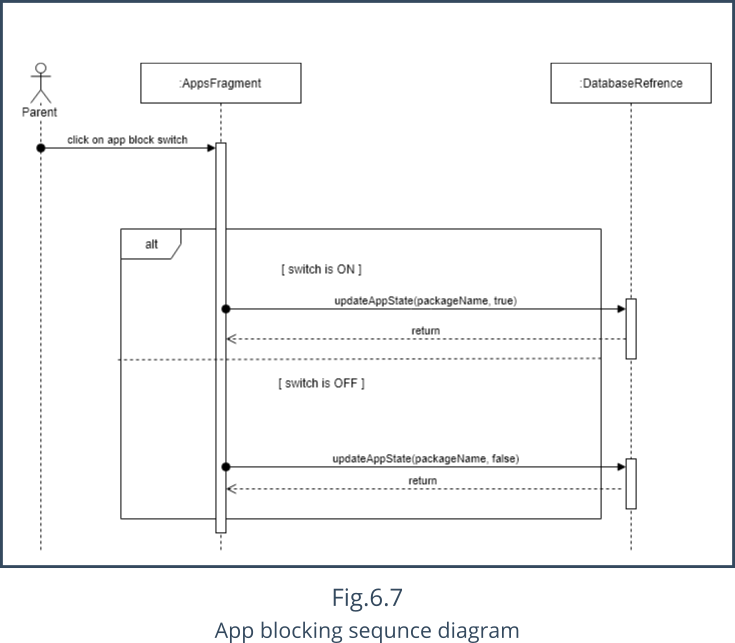 :AppsFragment
:DatabaseRefrence
Parent
click on app block switch
alt
[ switch is ON ]
updateAppState(packageName, true)
return
[ switch is OFF ]
updateAppState(packageName, false)
return
Fig.6.7
App blocking sequnce diagram